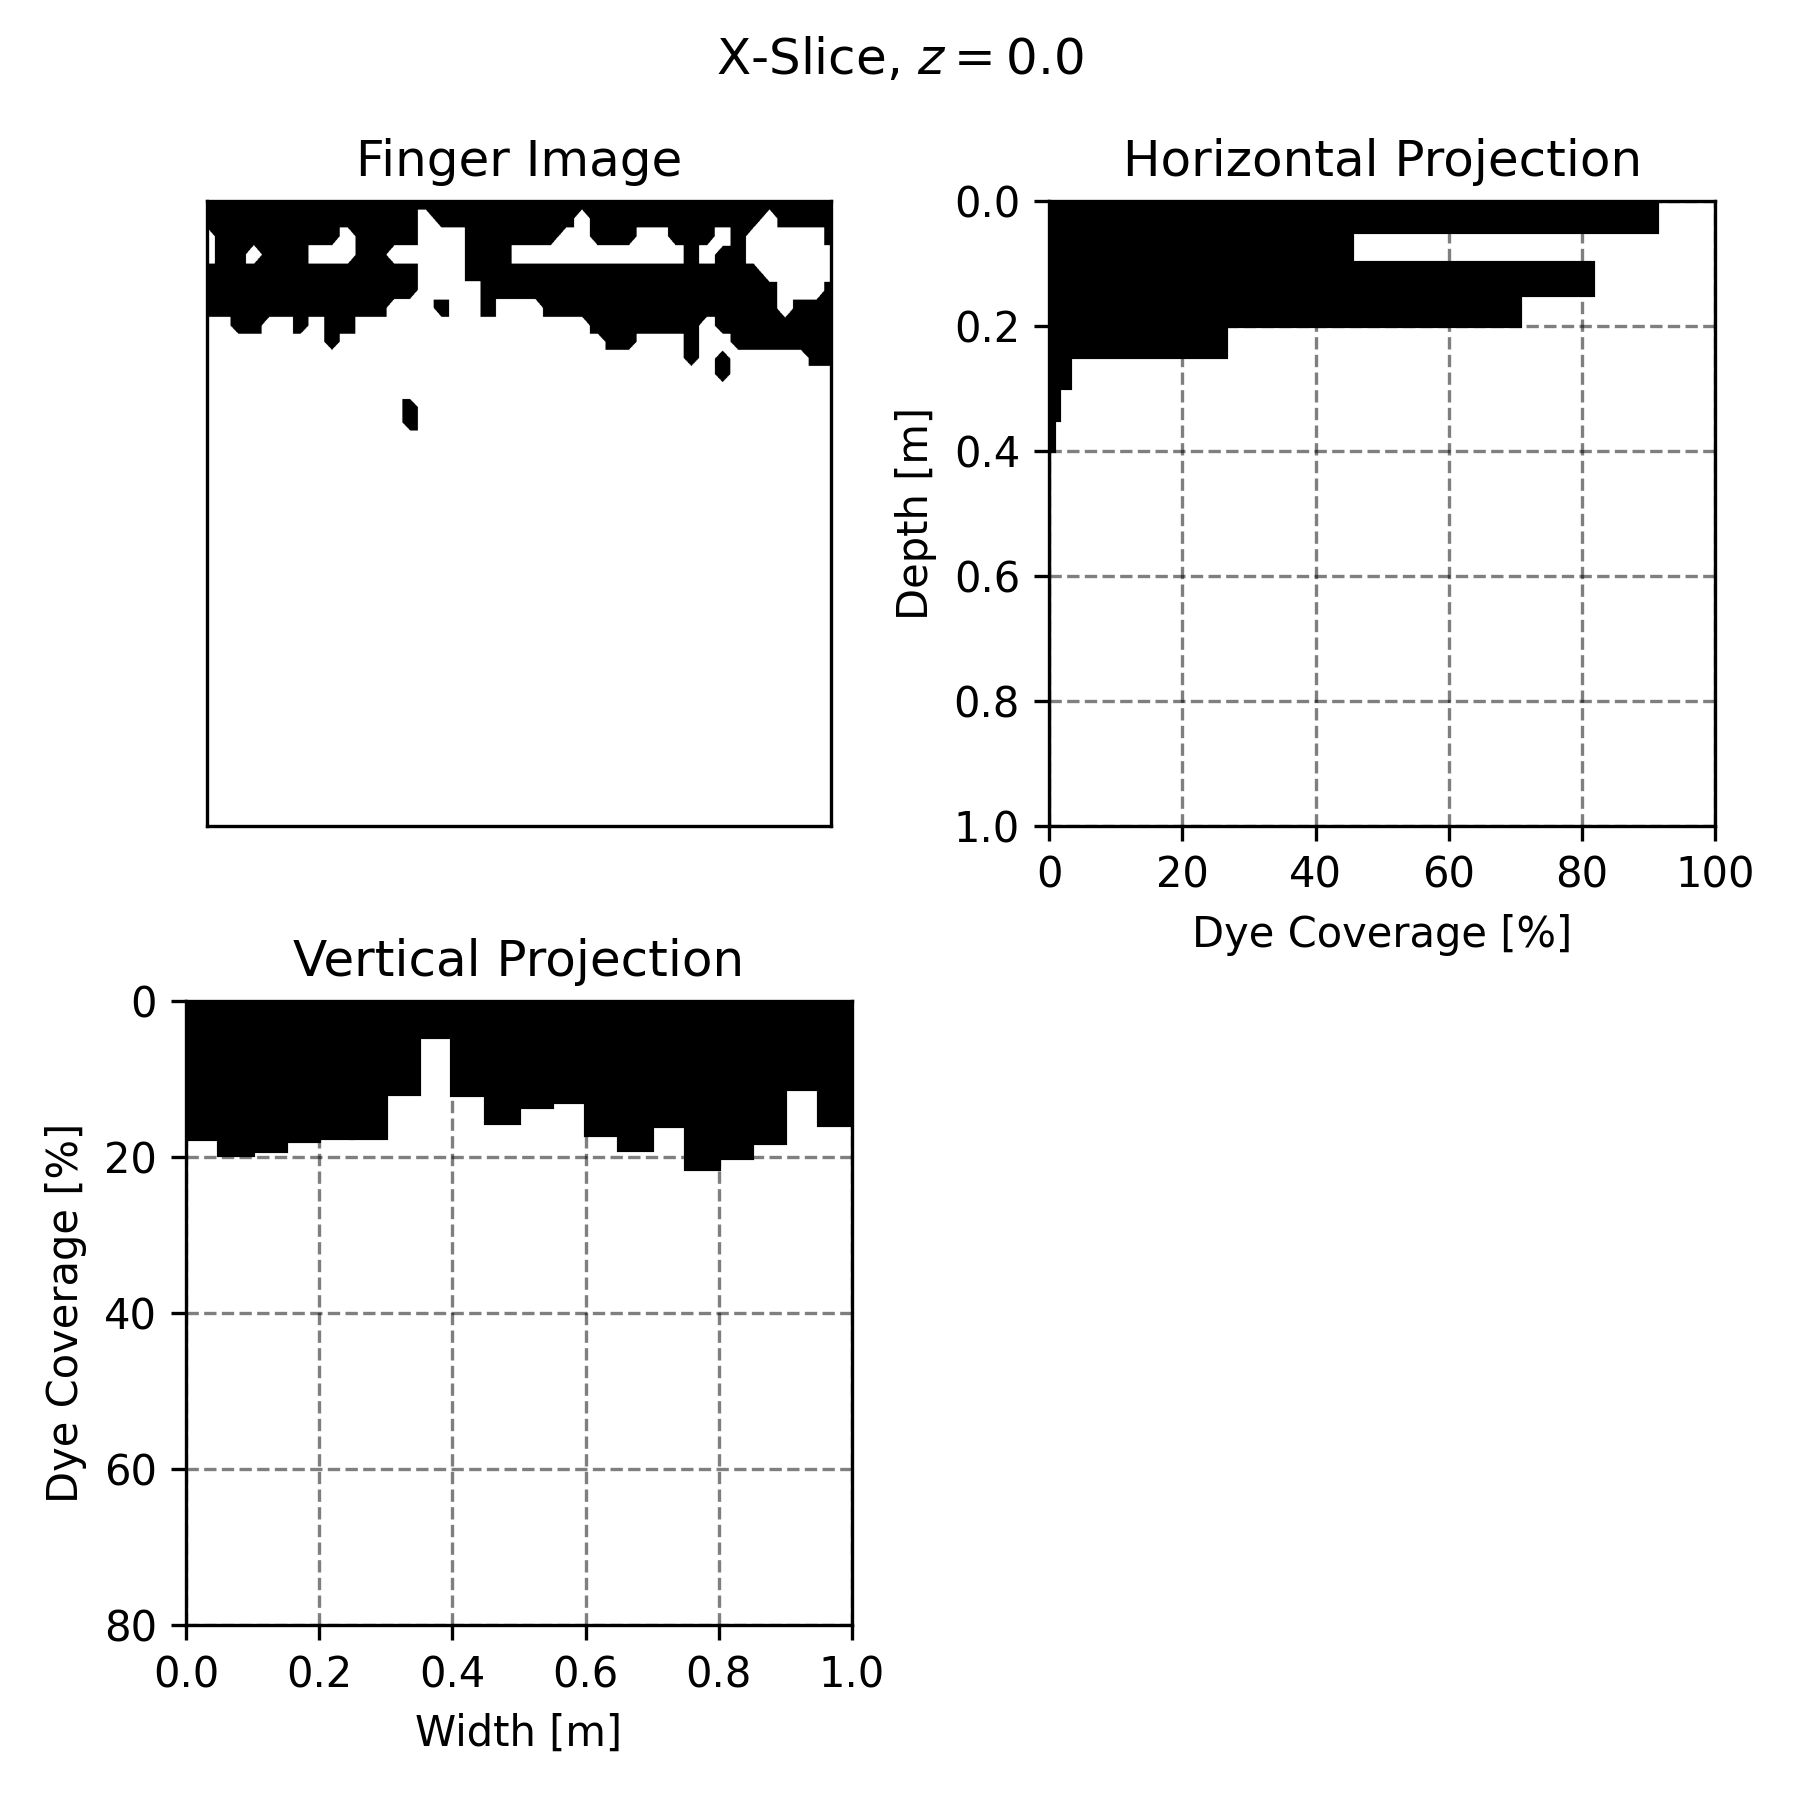 X-Slice, z = 0.0
Finger Image
Horizontal Projection
0.0
0.2
0.4
0.6
0.8
1.0
Depth [m]
0 20 40 60 80 100
Dye Coverage [%]
Vertical Projection
0
20
40
60
80
Dye Coverage [%]
0.0 0.2 0.4 0.6 0.8 1.0
Width [m]